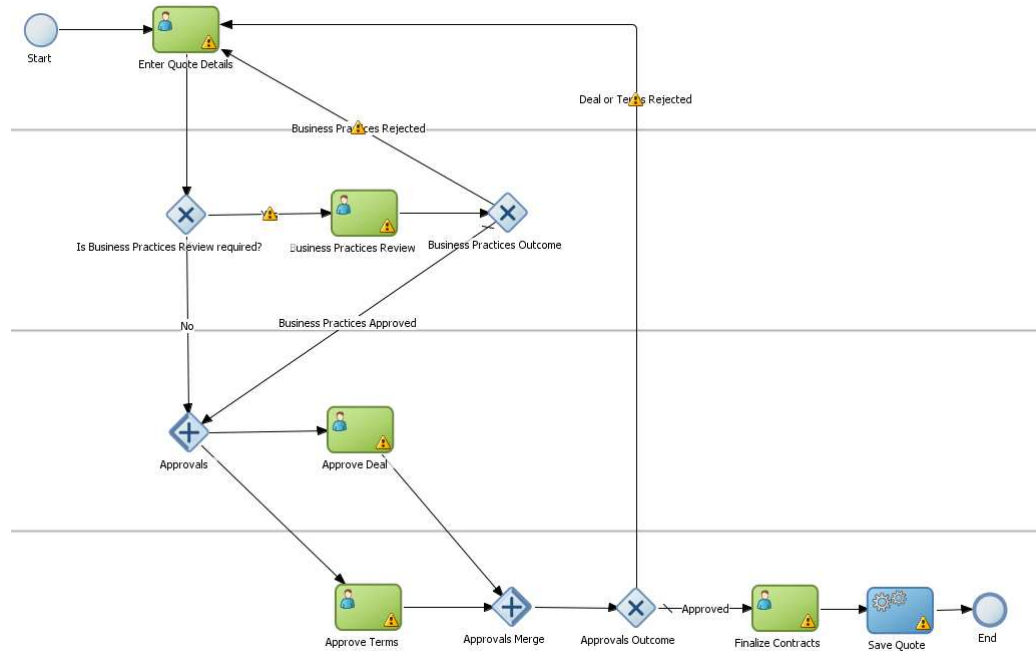 Start
Enter Quote Details
Deal or Terms Rejected
Business Practices Rejected
Is Business Practices Review required?
Business Practices Review
Business Practices Outcome
No
Business Practices Approved
Approvals
Approve Deal
Approve Terms
Approvals Merge
Approvals Outcome
Approved
Finalize Contracts
Save Quote
End